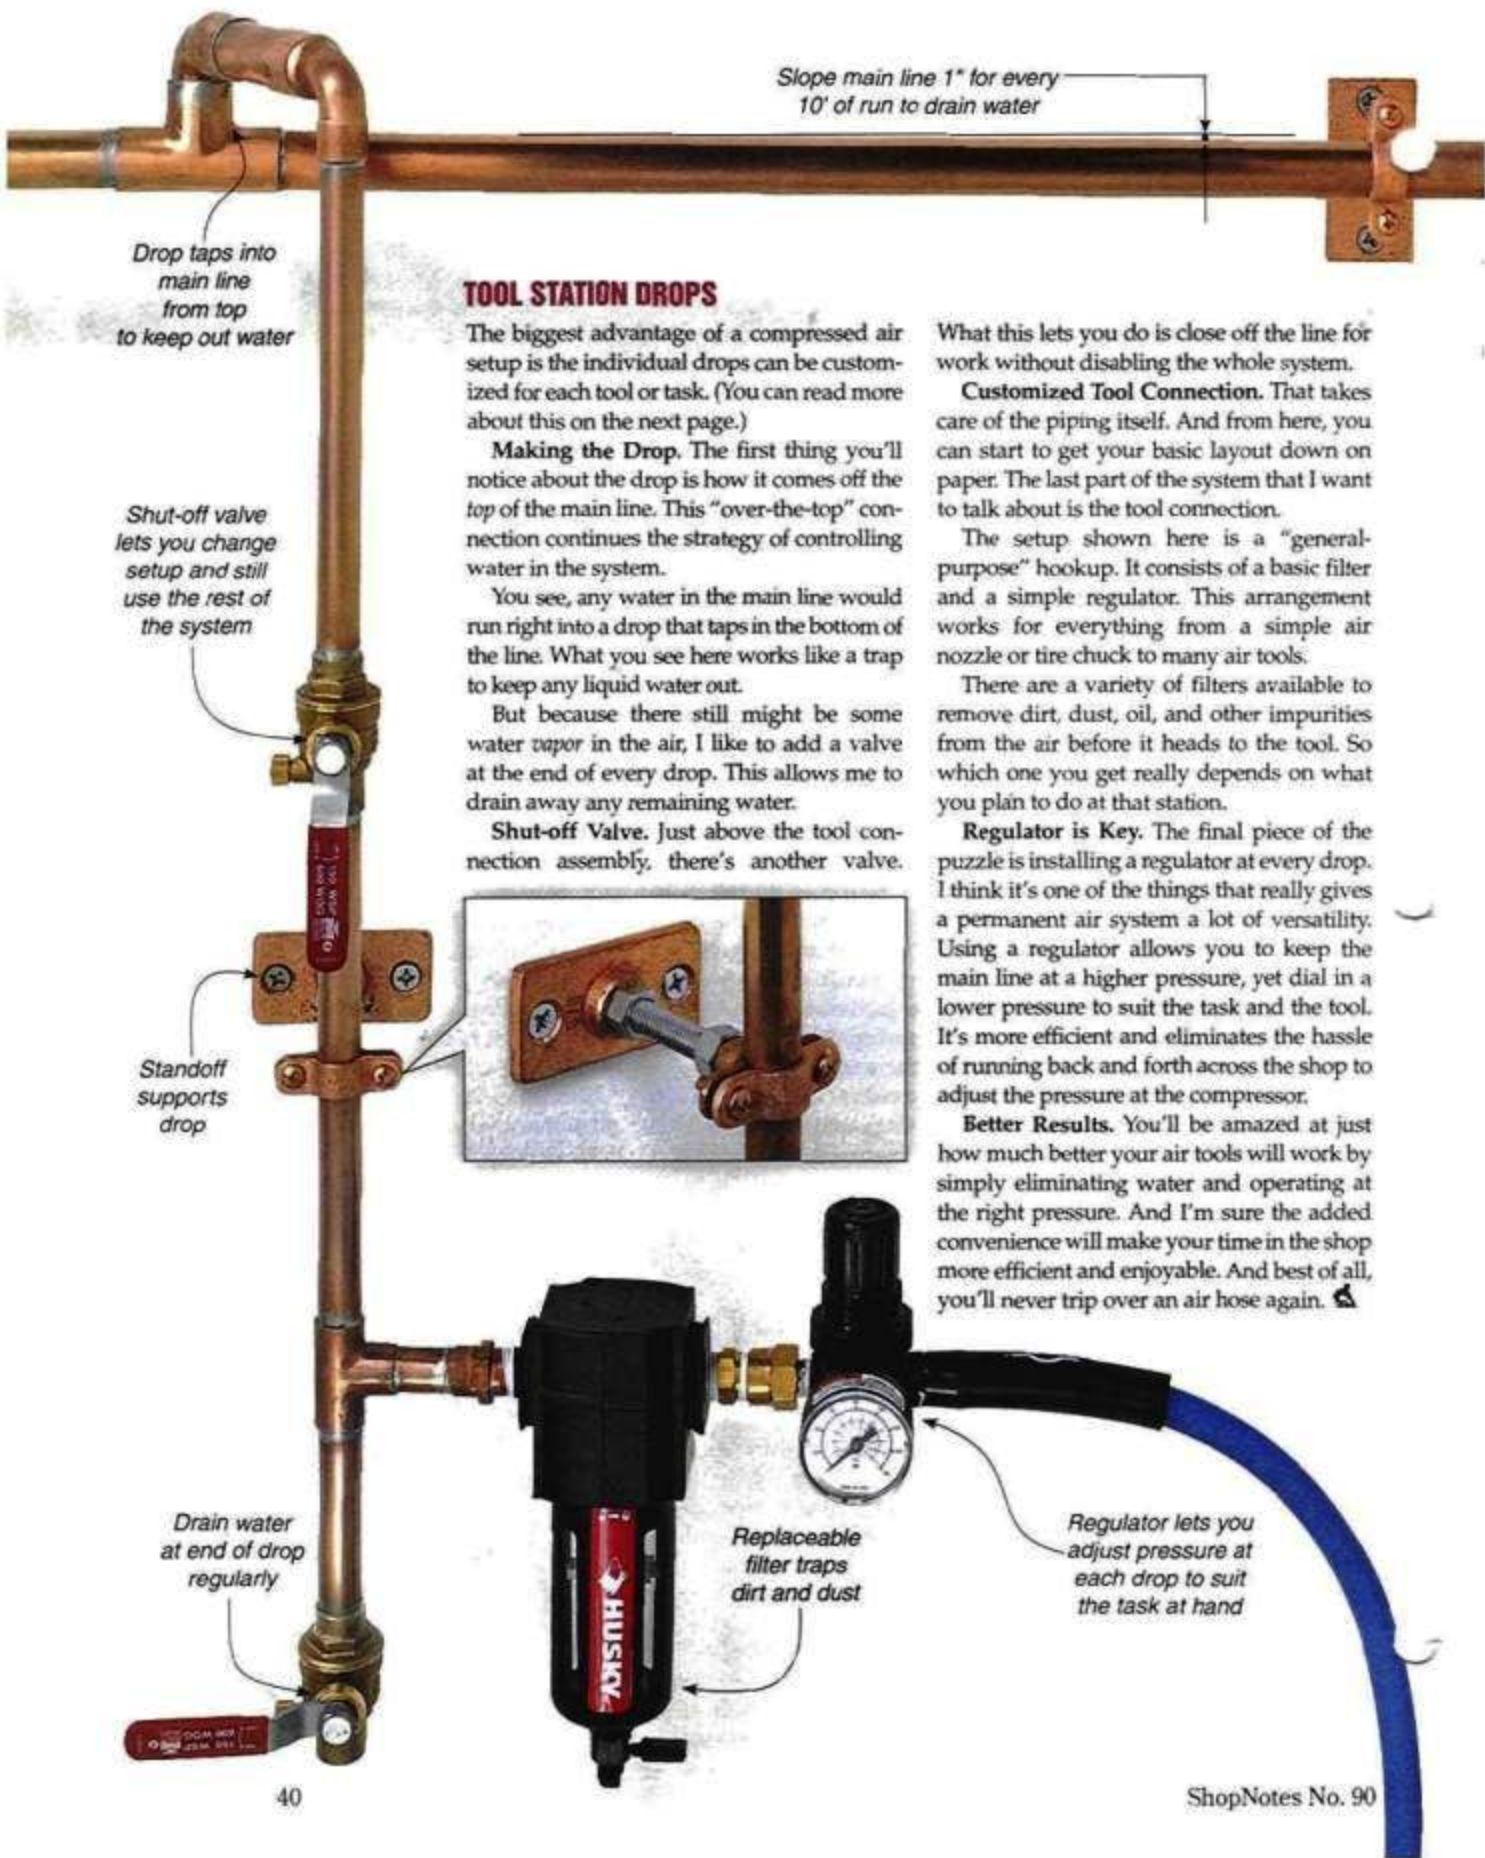 Slope main line 1" for every
10' of run to drain water
Drop taps into
main line
from top
to keep out water
Shut-off valve
lets you change
setup and still
use the rest of
the system
Standoff
supports
drop
Drain water
at end of drop
regularly
TOOL STATION DROPS
The biggest advantage of a compressed air
setup is the individual drops can be custom-
ized for each tool or task. (You can read more
about this on the next page.)
Making the Drop. The first thing you'll
notice about the drop is how it comes off the
top of the main line. This "over-the-top" con-
nection continues the strategy of controlling
water in the system.
You see, any water in the main line would
run right into a drop that taps in the bottom of
the line. What you see here works like a trap
to keep any liquid water out.
But because there still might be some
water vapor in the air, I like to add a valve
at the end of every drop. This allows me to
drain away any remaining water.
Shut-off Valve. Just above the tool con-
nection assembly, there's another valve.
What this lets you do is close off the line for
work without disabling the whole system.
Customized Tool Connection. That takes
care of the piping itself. And from here, you
can start to get your basic layout down on
paper. The last part of the system that I want
to talk about is the tool connection.
The setup shown here is a "general-
purpose" hookup. It consists of a basic filter
and a simple regulator. This arrangement
works for everything from a simple air
nozzle or tire chuck to many air tools.
There are a variety of filters available to
remove dirt, dust, oil, and other impurities
from the air before it heads to the tool. So
which one you get really depends on what
you plan to do at that station.
Regulator is Key. The final piece of the
puzzle is installing a regulator at every drop.
I think it's one of the things that really gives
a permanent air system a lot of versatility.
Using a regulator allows you to keep the
main line at a higher pressure, yet dial in a
lower pressure to suit the task and the tool.
It's more efficient and eliminates the hassle
of running back and forth across the shop to
adjust the pressure at the compressor.
Better Results. You'll be amazed at just
how much better your air tools will work by
simply eliminating water and operating at
the right pressure. And I'm sure the added
convenience will make your time in the shop
more efficient and enjoyable. And best of all,
you'll never trip over an air hose again.
HUSKY
Replaceable
filter traps
dirt and dust
Regulator lets you
adjust pressure at
each drop to suit
the task at hand
40
ShopNotes No. 90